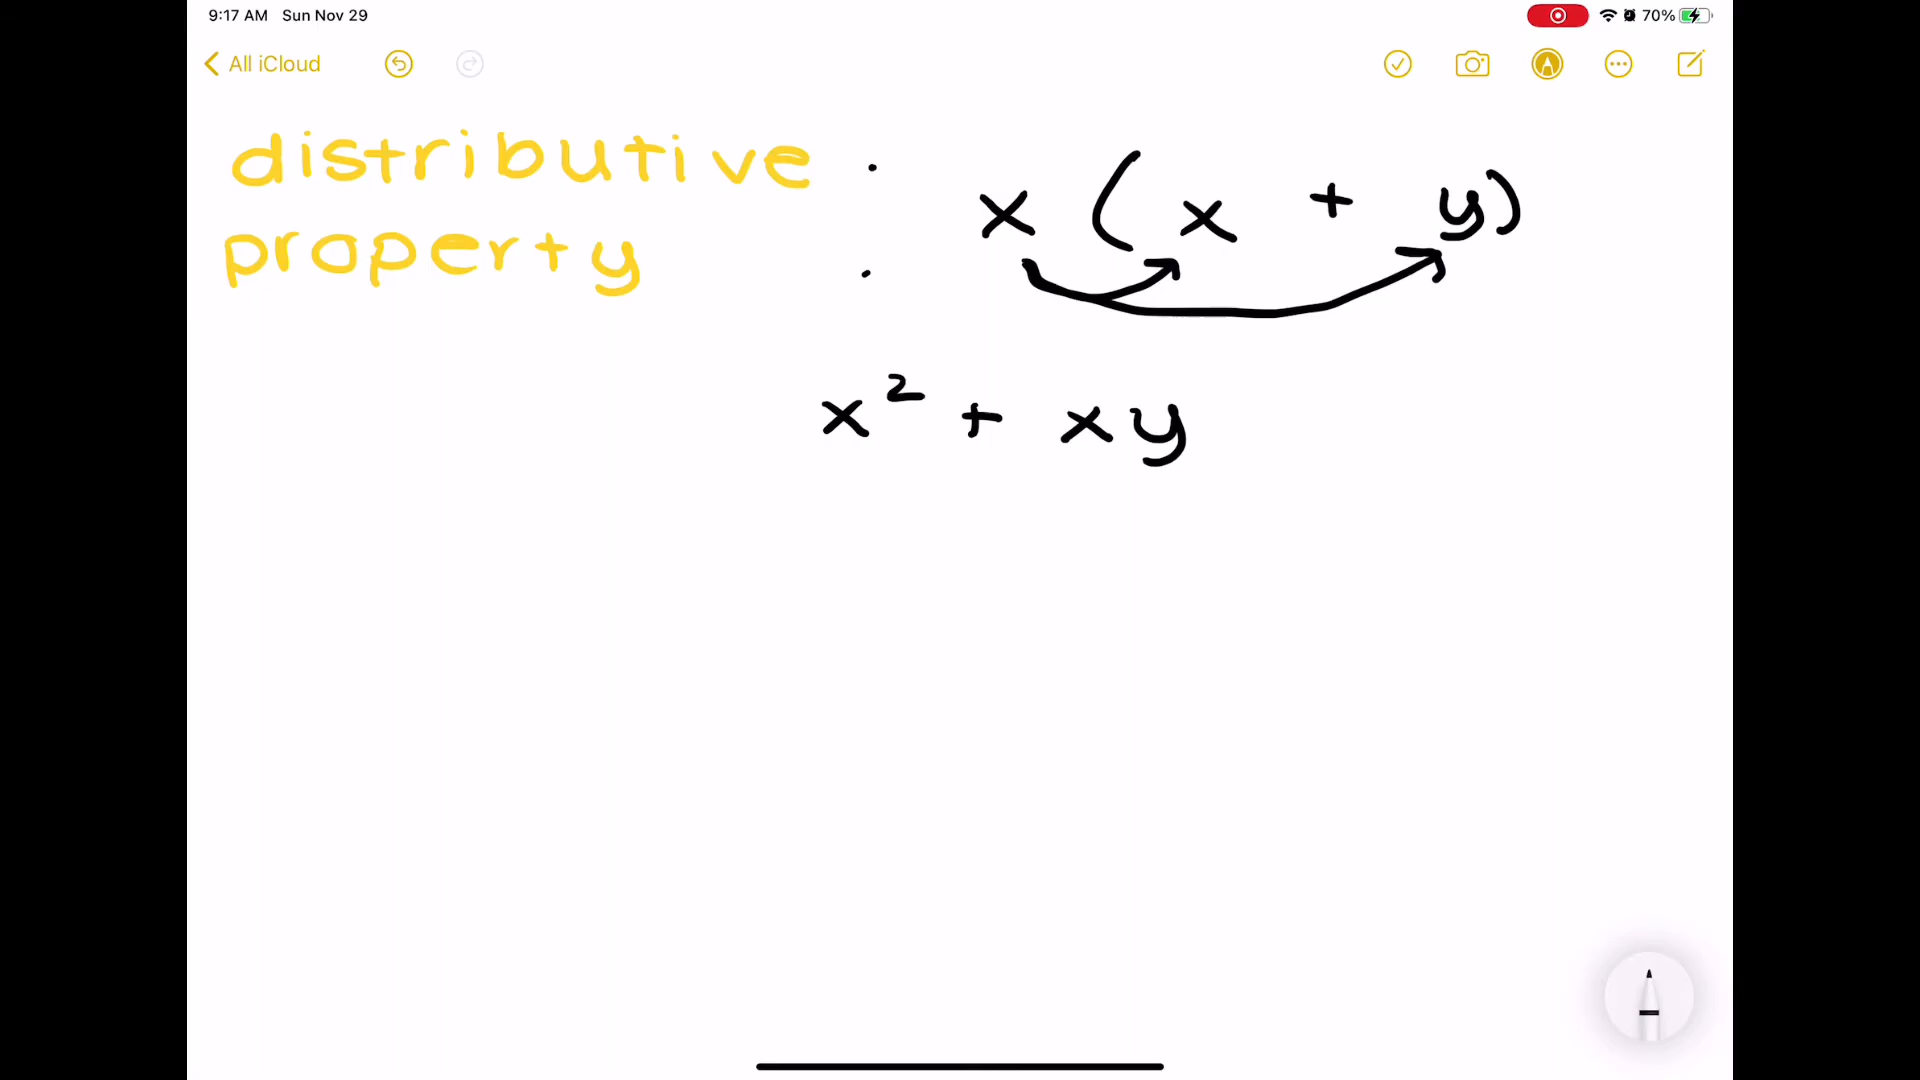 9:17 AM Sun Nov 29
70%
All iCloud
distributive
property :
x ( x + y)
x² + xy